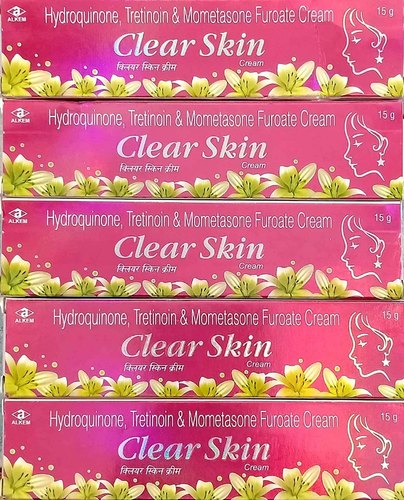 Hydroquinone, Tretinoin & Mometasone Furoate Cream 15 g
ALKEM
Clear Skin
Cream
क्लियर स्किन क्रीम
Hydroquinone, Tretinoin & Mometasone Furoate Cream 15 g
ALKEM
Clear Skin
Cream
क्लियर स्किन क्रीम
Hydroquinone, Tretinoin & Mometasone Furoate Cream 15 g
ALKEM
Clear Skin
Cream
क्लियर स्किन क्रीम
Hydroquinone, Tretinoin & Mometasone Furoate Cream 15 g
ALKEM
Clear Skin
Cream
क्लियर स्किन क्रीम
Hydroquinone, Tretinoin & Mometasone Furoate Cream 15 g
ALKEM
Clear Skin
Cream
क्लियर स्किन क्रीम